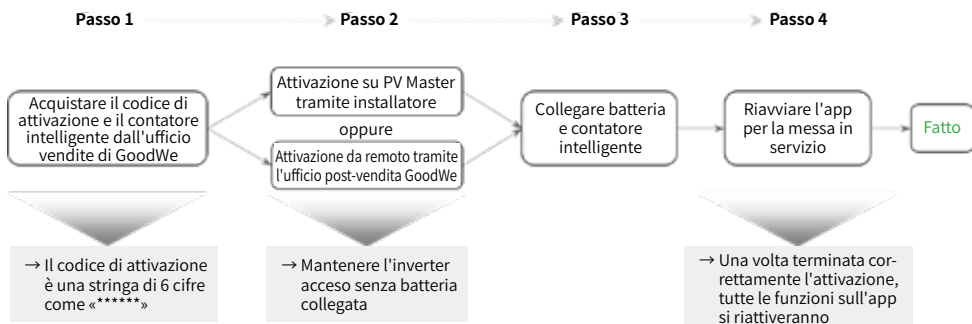 Passo 1
Passo 2
Passo 3
Passo 4
Acquistare il codice di
attivazione e il contatore
intelligente dall'ufficio
vendite di GoodWe
Attivazione su PV Master
tramite installatore
oppure
Attivazione da remoto tramite
l'ufficio post-vendita GoodWe
Collegare batteria
e contatore
intelligente
Riavviare l'app
per la messa in
servizio
Fatto
→ Il codice di attivazione
è una stringa di 6 cifre
come «******»
→ Mantenere l'inverter
acceso senza batteria
collegata
→ Una volta terminata cor-
rettamente l'attivazione,
tutte le funzioni sull'app
si riattiveranno